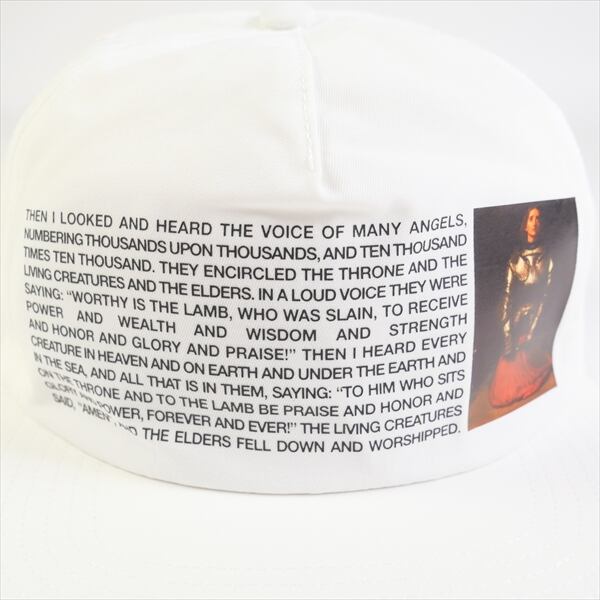 THEN I LOOKED AND HEARD THE VOICE OF MANY ANGELS,
NUMBERING THOUSANDS UPON THOUSANDS, AND TEN THOUSAND
TIMES TEN THOUSAND. THEY ENCIRCLED THE THRONE AND THE
LIVING CREATURES AND THE ELDERS. IN A LOUD VOICE THEY WERE
SAYING: “WORTHY IS THE LAMB, WHO WAS SLAIN, TO RECEIVE
POWER AND WEALTH AND WISDOM AND STRENGTH
AND HONOR AND GLORY AND PRAISE!” THEN I HEARD EVERY
CREATURE IN HEAVEN AND ON EARTH AND UNDER THE EARTH AND
IN THE SEA, AND ALL THAT IS IN THEM, SAYING: “TO HIM WHO SITS
ON THE THRONE AND TO THE LAMB BE PRAISE AND HONOR AND
GLORY AND POWER, FOREVER AND EVER!” THE LIVING CREATURES
SAID, “AMEN” AND THE ELDERS FELL DOWN AND WORSHIPPED.